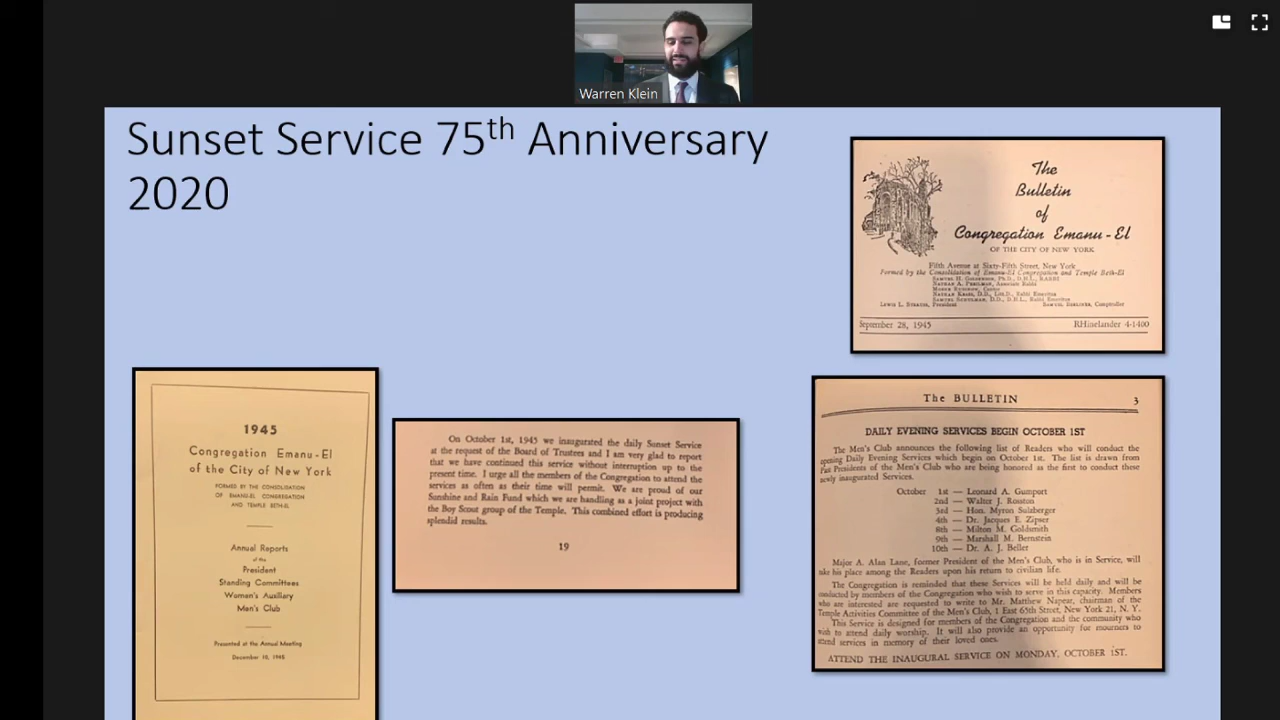 Warren Klein
Sunset Service 75th Anniversary
2020
The
Bulletin
of
Congregation Emanu-El
OF THE CITY OF NEW YORK
Fifth Avenue at Sixty-Fifth Street, New York
Formed by the Consolidation of Emanu-El Congregation and Temple Beth-El
NATHAN A. PERILMAN, Associate Rabbi
LEWIS L. STRAUSS, President
September 28, 1945 RHinelander 4-1400
1945
Congregation Emanu-El
of the City of New York
FORMED BY THE CONSOLIDATION
OF EMANU-EL CONGREGATION
AND TEMPLE BETH-EL
Annual Reports
of the
President
Standing Committees
Women's Auxiliary
Men's Club
Presented at the Annual Meeting
December 10, 1945
On October 1st, 1945 we inaugurated the daily Sunset Service
at the request of the Board of Trustees and I am very glad to report
that we have continued this service without interruption up to the
present time. I urge all the members of the Congregation to attend the
services as often as their time will permit. We are proud of our
Sunshine and Rain Fund which we are handling as a joint project with
the Boy Scout group of the Temple. This combined effort is producing
splendid results.
19
The BULLETIN 3
DAILY EVENING SERVICES BEGIN OCTOBER 1ST
The Men's Club announces the following list of Readers who will conduct the
opening Daily Evening Services which begin on October 1st. The list is drawn from
Past Presidents of the Men's Club who are being honored as the first to conduct these
newly inaugurated Services.
October 1st — Leonard A. Gumport
2nd — Walter J. Rosston
3rd — Hon. Myron Sulzberger
4th — Dr. Jacques E. Zipser
8th — Milton M. Goldsmith
9th — Marshall M. Bernstein
10th — Dr. A. J. Beller
Major A. Alan Lane, former President of the Men's Club, who is in Service, will
take his place among the Readers upon his return to civilian life.
The Congregation is reminded that these Services will be held daily and will be
conducted by members of the Congregation who wish to serve in this capacity. Members
who are interested are requested to write to Mr. Matthew Napear, chairman of the
Temple Activities Committee of the Men's Club, 1 East 65th Street, New York 21, N. Y.
This Service is designed for members of the Congregation and the community who
wish to attend daily worship. It will also provide an opportunity for mourners to
attend services in memory of their loved ones.
ATTEND THE INAUGURAL SERVICE ON MONDAY, OCTOBER 1ST.